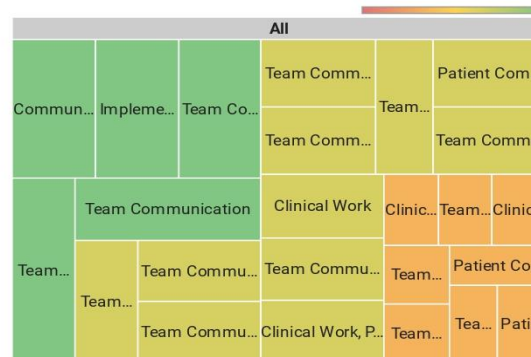 All
Commun...
Impleme...
Team Co...
Team Comm...
Team...
Patient Com
Team Comm...
Team Comm
Team...
Team Communication
Clinical Work
Clinic...
Team...
Clinic
Team...
Team Commu...
Team Commu...
Team...
Patient Co
Team Commu...
Clinical Work, P...
Team...
Tea...
Pati